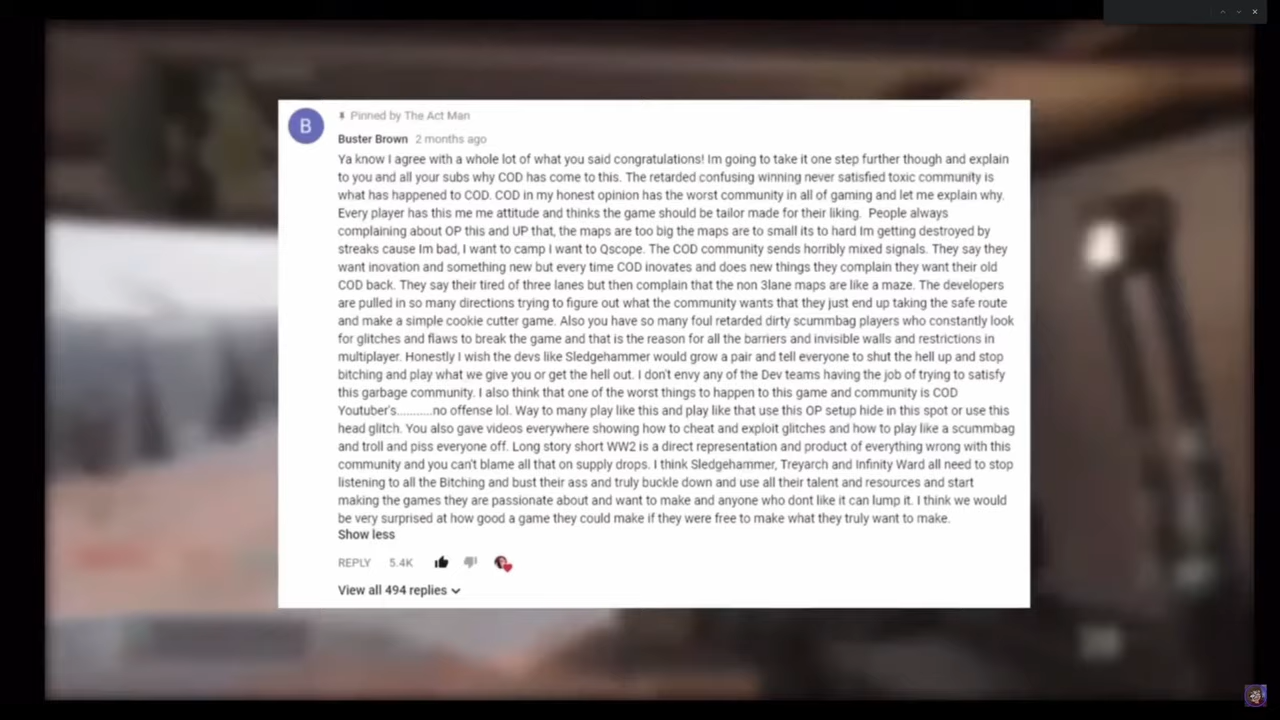 Pinned by The Act Man
B
Buster Brown 2 months ago
Ya know I agree with a whole lot of what you said congratulations! Im going to take it one step further though and explain
to you and all your subs why COD has come to this. The retarded confusing winning never satisfied toxic community is
what has happened to COD. COD in my honest opinion has the worst community in all of gaming and let me explain why.
Every player has this me me attitude and thinks the game should be tailor made for their liking.  People always
complaining about OP this and UP that, the maps are too big the maps are to small its to hard Im getting destroyed by
streaks cause Im bad, I want to camp I want to Qscope. The COD community sends horribly mixed signals. They say they
want inovation and something new but every time COD inovates and does new things they complain they want their old
COD back. They say their tired of three lanes but then complain that the non 3lane maps are like a maze. The developers
are pulled in so many directions trying to figure out what the community wants that they just end up taking the safe route
and make a simple cookie cutter game. Also you have so many foul retarded dirty scummbag players who constantly look
for glitches and flaws to break the game and that is the reason for all the barriers and invisible walls and restrictions in
multiplayer. Honestly I wish the devs like Sledgehammer would grow a pair and tell everyone to shut the hell up and stop
bitching and play what we give you or get the hell out. I don't envy any of the Dev teams having the job of trying to satisfy
this garbage community. I also think that one of the worst things to happen to this game and community is COD
Youtuber's...........no offense lol. Way to many play like this and play like that use this OP setup hide in this spot or use this
head glitch. You also gave videos everywhere showing how to cheat and exploit glitches and how to play like a scummbag
and troll and piss everyone off. Long story short WW2 is a direct representation and product of everything wrong with this
community and you can't blame all that on supply drops. I think Sledgehammer, Treyarch and Infinity Ward all need to stop
listening to all the Bitching and bust their ass and truly buckle down and use all their talent and resources and start
making the games they are passionate about and want to make and anyone who dont like it can lump it. I think we would
be very surprised at how good a game they could make if they were free to make what they truly want to make.
Show less
REPLY 5.4K
View all 494 replies